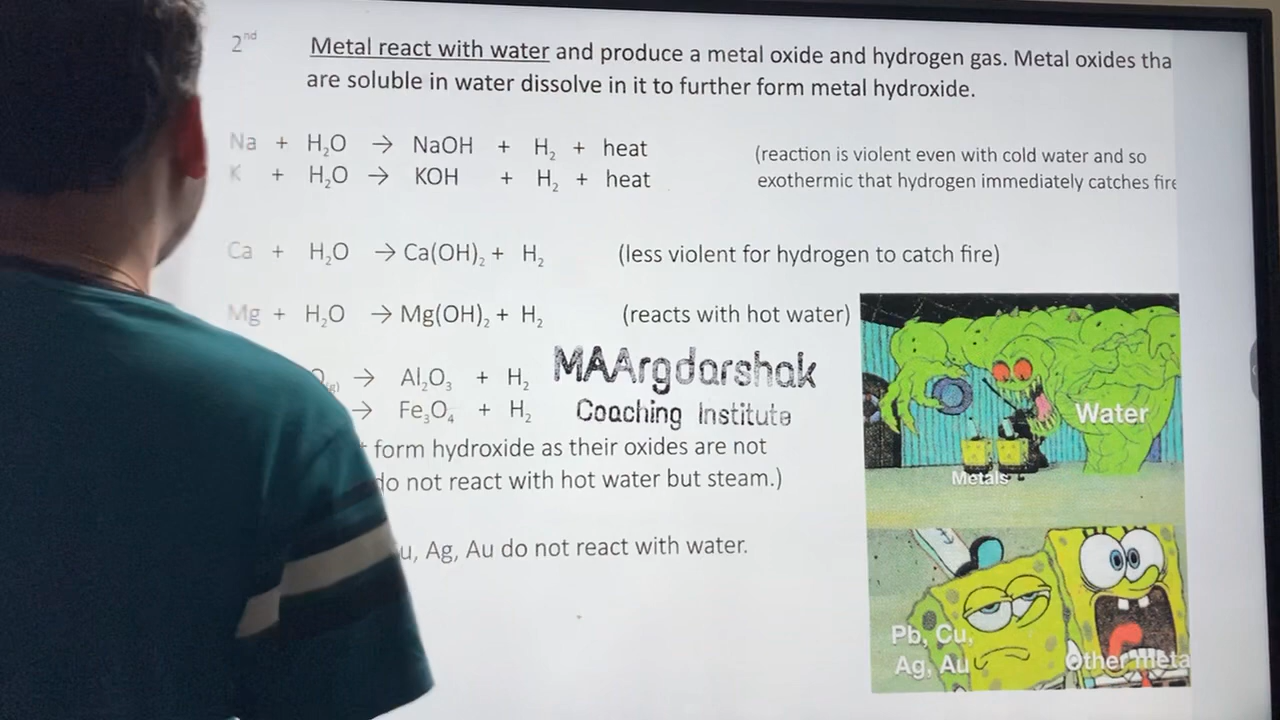 2nd Metal react with water and produce a metal oxide and hydrogen gas. Metal oxides tha
are soluble in water dissolve in it to further form metal hydroxide.
Na + H₂O → NaOH + H₂ + heat (reaction is violent even with cold water and so
K + H₂O → KOH + H₂ + heat exothermic that hydrogen immediately catches fire
Ca + H₂O → Ca(OH)₂ + H₂ (less violent for hydrogen to catch fire)
Mg + H₂O → Mg(OH)₂ + H₂ (reacts with hot water)
→ Al₂O₃ + H₂
→ Fe₃O₄ + H₂
MAArgdarshak
Coaching Institute
form hydroxide as their oxides are not
do not react with hot water but steam.)
u, Ag, Au do not react with water.
Water
Metals
Pb, Cu,
Ag, Au
Other meta